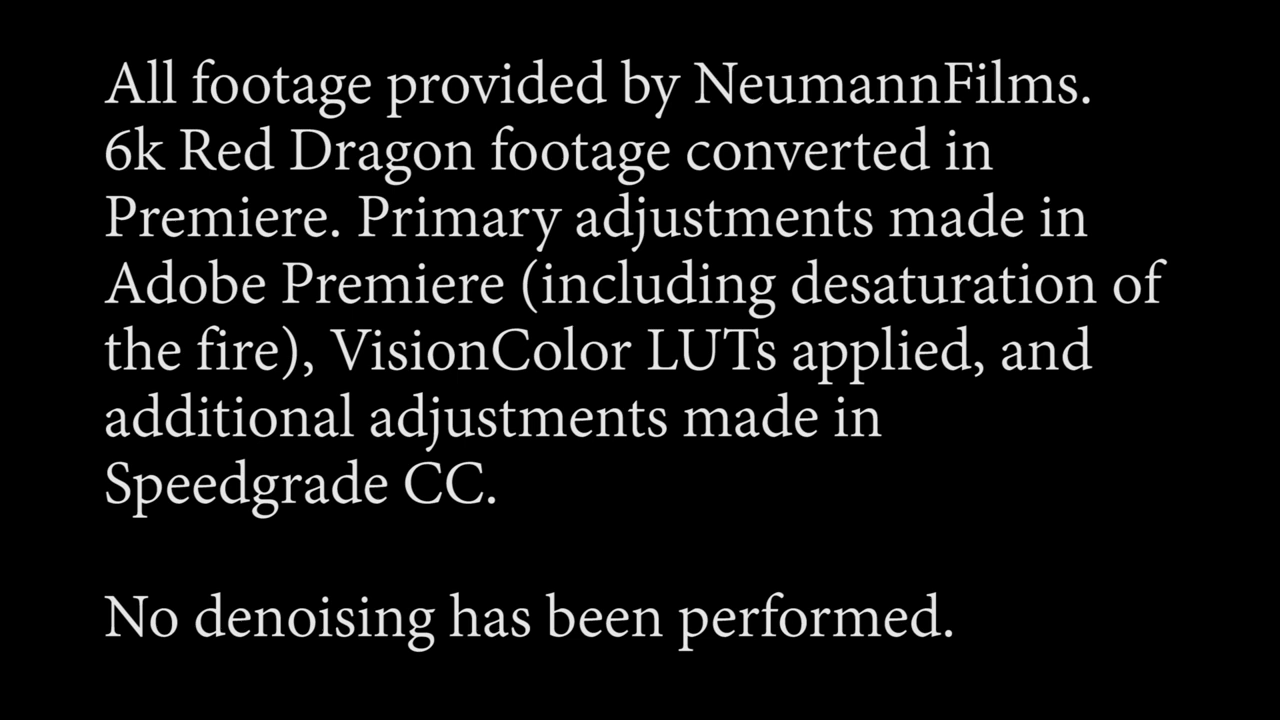 All footage provided by NeumannFilms.
6k Red Dragon footage converted in
Premiere. Primary adjustments made in
Adobe Premiere (including desaturation of
the fire), VisionColor LUTs applied, and
additional adjustments made in
Speedgrade CC.
No denoising has been performed.